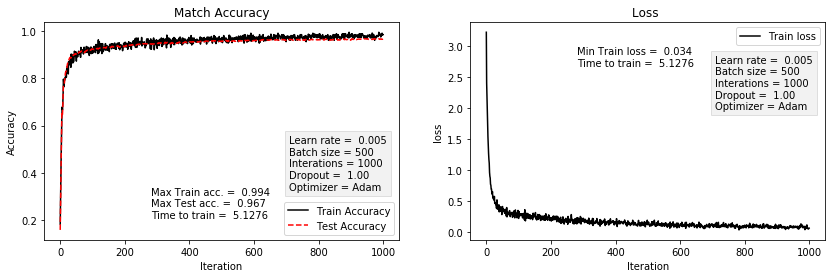 Match Accuracy
1.0
0.8
0.6
0.4
0.2
Accuracy
Learn rate =  0.005
Batch size = 500
Interations = 1000
Dropout =  1.00
Optimizer = Adam
Max Train acc. =  0.994
Max Test acc. =  0.967
Time to train =  5.1276
Train Accuracy
Test Accuracy
0 200 400 600 800 1000
Iteration
Loss
3.0
2.5
2.0
1.5
1.0
0.5
0.0
loss
Train loss
Min Train loss =  0.034
Time to train =  5.1276
Learn rate =  0.005
Batch size = 500
Interations = 1000
Dropout =  1.00
Optimizer = Adam
0 200 400 600 800 1000
Iteration